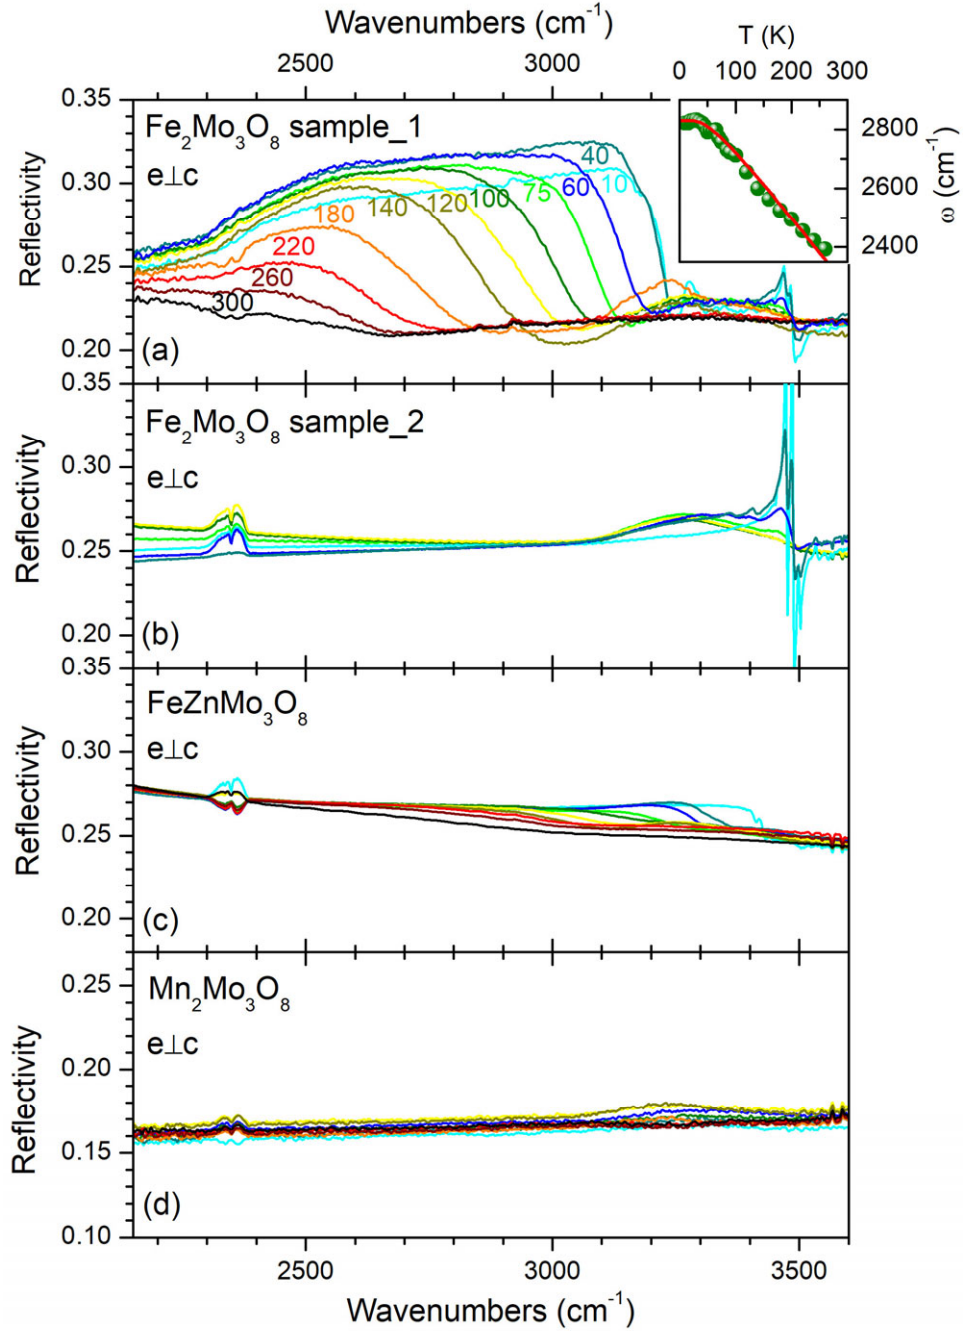 Wavenumbers (cm⁻¹)
2500 3000
T (K)
0 100 200 300
2800
2600
2400
ω (cm⁻¹)
Reflectivity
0.35
0.30
0.25
0.20
Fe₂Mo₃O₈ sample_1
e⊥c
40
10
60
75
100
120
140
180
220
260
300
(a)
Reflectivity
0.35
0.30
0.25
0.20
Fe₂Mo₃O₈ sample_2
e⊥c
(b)
Reflectivity
0.35
0.30
0.25
0.20
FeZnMo₃O₈
e⊥c
(c)
Reflectivity
0.25
0.20
0.15
0.10
Mn₂Mo₃O₈
e⊥c
(d)
2500 3000 3500
Wavenumbers (cm⁻¹)